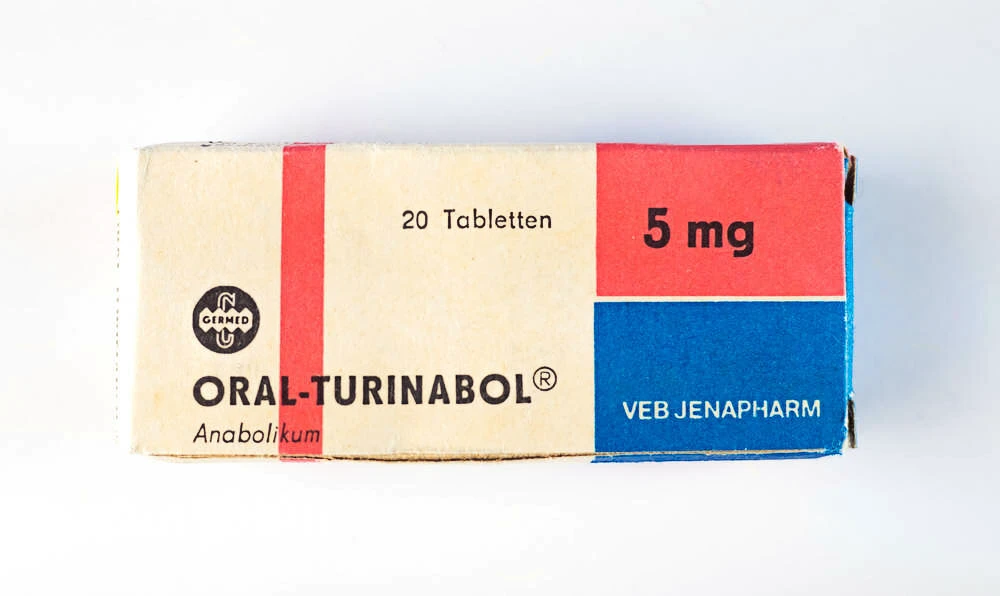 20 Tabletten
5 mg
GERMED
ORAL-TURINABOL®
Anabolikum
VEB JENAPHARM